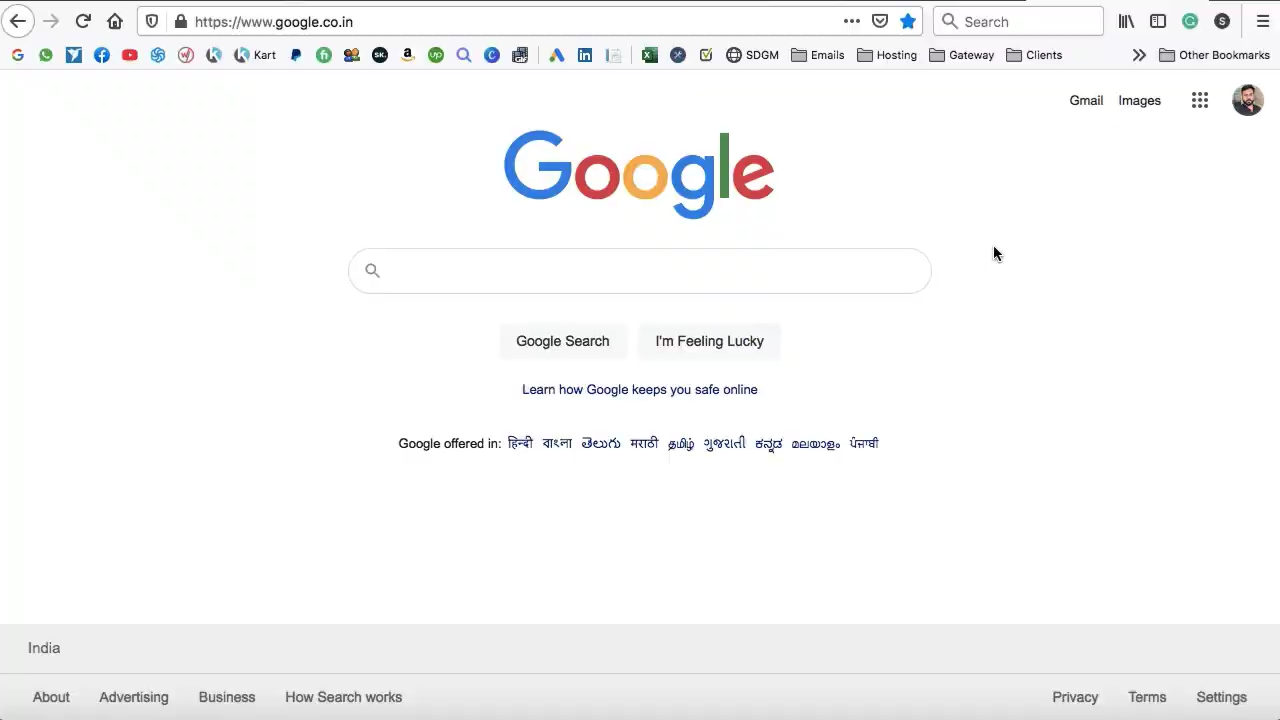 https://www.google.co.in
Search
Kart
SDGM
Emails
Hosting
Gateway
Clients
Other Bookmarks
Gmail
Images
Google
Google Search
I'm Feeling Lucky
Learn how Google keeps you safe online
Google offered in: हिन्दी বাংলা తెలుగు मराठी தமிழ் ગુજરાતી ಕನ್ನಡ മലയാളം ਪੰਜਾਬੀ
India
About Advertising Business How Search works Privacy Terms Settings